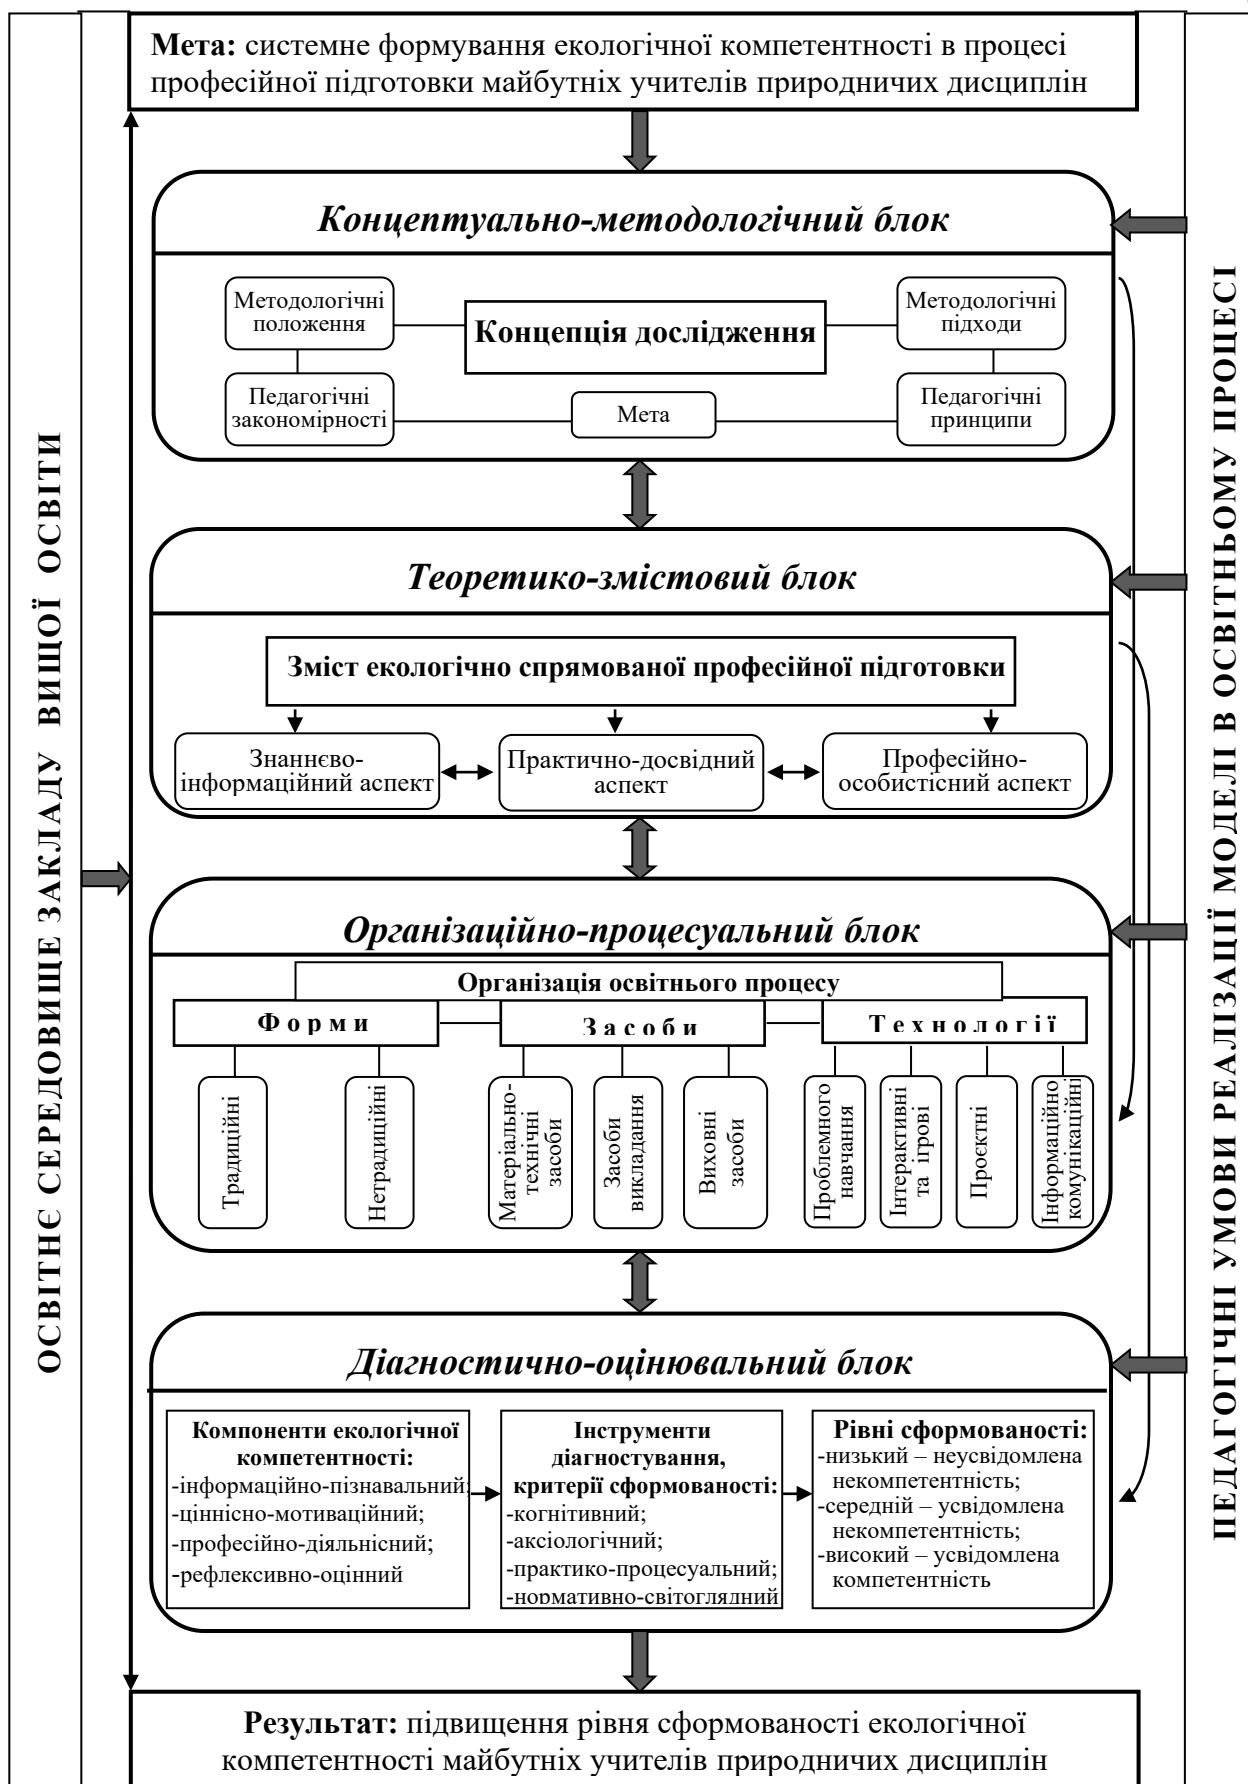 Мета: системне формування екологічної компетентності в процесі
професійної підготовки майбутніх учителів природничих дисциплін
ОСВІТНЄ СЕРЕДОВИЩЕ ЗАКЛАДУ ВИЩОЇ ОСВІТИ
ПЕДАГОГІЧНІ УМОВИ РЕАЛІЗАЦІЇ МОДЕЛІ В ОСВІТНЬОМУ ПРОЦЕСІ
Концептуально-методологічний блок
Методологічні
положення
Концепція дослідження
Методологічні
підходи
Педагогічні
закономірності
Мета
Педагогічні
принципи
Теоретико-змістовий блок
Зміст екологічно спрямованої професійної підготовки
Знаннєво-
інформаційний аспект
Практично-досвідний
аспект
Професійно-
особистісний аспект
Організаційно-процесуальний блок
Організація освітнього процесу
Форми
Засоби
Технології
Традиційні
Нетрадиційні
Матеріально-
технічні
засоби
Засоби
викладання
Виховні
засоби
Проблемного
навчання
Інтерактивні
та ігрові
Проєктні
Інформаційно
комунікаційні
Діагностично-оцінювальний блок
Компоненти екологічної
компетентності:
-інформаційно-пізнавальний;
-ціннісно-мотиваційний;
-професійно-діяльнісний;
-рефлексивно-оцінний
Інструменти
діагностування,
критерії сформованості:
-когнітивний;
-аксіологічний;
-практико-процесуальний;
-нормативно-світоглядний
Рівні сформованості:
-низький – неусвідомлена
некомпетентність;
-середній – усвідомлена
некомпетентність;
-високий – усвідомлена
компетентність
Результат: підвищення рівня сформованості екологічної
компетентності майбутніх учителів природничих дисциплін